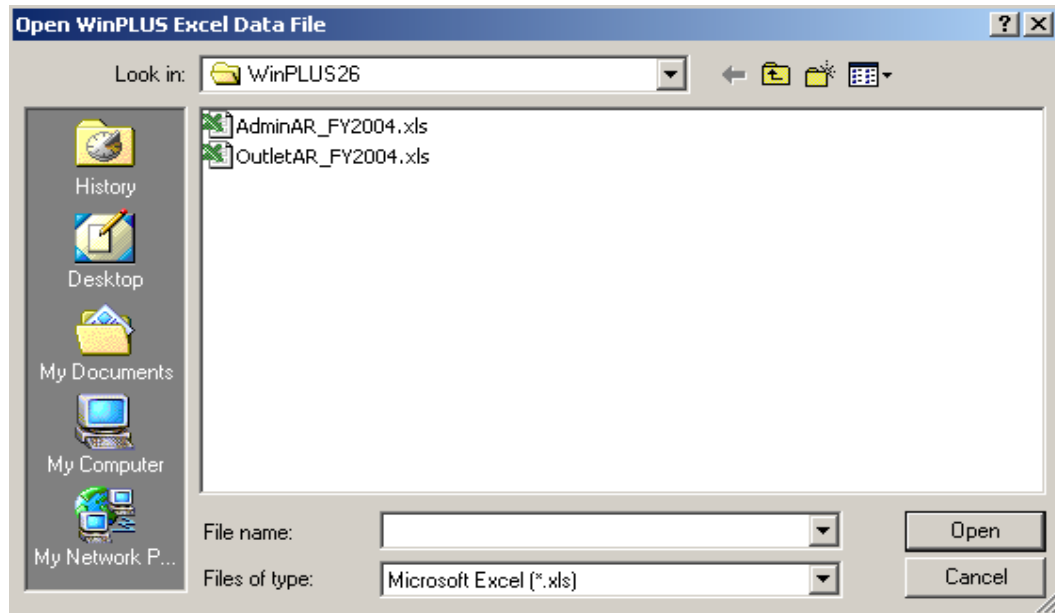 Open WinPLUS Excel Data File
Look in: WinPLUS26
AdminAR_FY2004.xls
OutletAR_FY2004.xls
History
Desktop
My Documents
My Computer
My Network P...
File name:
Open
Files of type: Microsoft Excel (*.xls)
Cancel